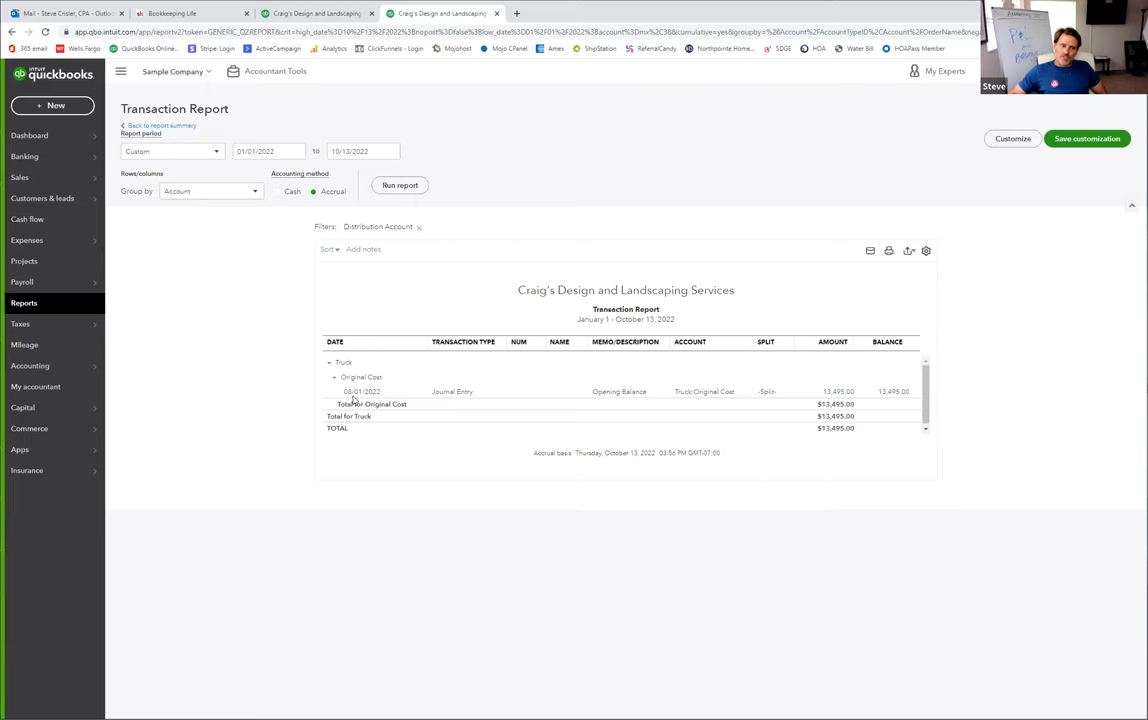 Mail - Steve Crisler, CPA - Outlo
Bookkeeping Life
Craig's Design and Landscaping
Craig's Design and Landscaping
365 email
Wells Fargo
QuickBooks Online...
Stripe: Login
ActiveCampaign
Analytics
ClickFunnels - Login
Mojohost
Mojo CPanel
Ames
ShipStation
ReferralCandy
Northpointe Home...
SDGE
HOA
Water Bill
HOAPass Member
INTUIT
quickbooks
Sample Company
Accountant Tools
My Experts
Steve
P&L
+ New
Dashboard
Banking
Sales
Customers & leads
Cash flow
Expenses
Projects
Payroll
Reports
Taxes
Mileage
Accounting
My accountant
Capital
Commerce
Apps
Insurance
Transaction Report
Back to report summary
Report period
Custom
01/01/2022
to
10/13/2022
Customize
Save customization
Rows/columns
Accounting method
Group by
Account
Cash
Accrual
Run report
Filters: Distribution Account
Sort
Add notes
Craig's Design and Landscaping Services
Transaction Report
January 1 - October 13, 2022
DATE TRANSACTION TYPE NUM NAME MEMO/DESCRIPTION ACCOUNT SPLIT AMOUNT BALANCE
Truck
Original Cost
08/01/2022 Journal Entry Opening Balance Truck:Original Cost -Split- 13,495.00 13,495.00
Total for Original Cost $13,495.00
Total for Truck $13,495.00
TOTAL $13,495.00
Accrual basis Thursday, October 13, 2022 03:56 PM GMT-07:00